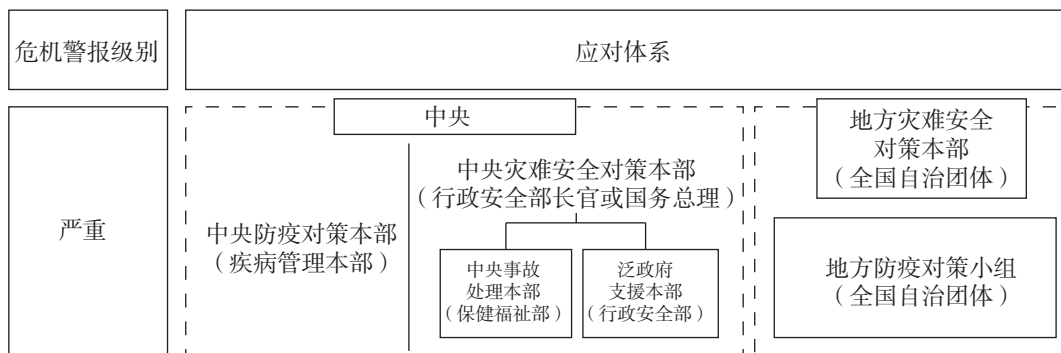 危机警报级别
应对体系
严重
中央
中央防疫对策本部
（疾病管理本部）
中央灾难安全对策本部
（行政安全部长官或国务总理）
中央事故
处理本部
（保健福祉部）
泛政府
支援本部
（行政安全部）
地方灾难安全
对策本部
（全国自治团体）
地方防疫对策小组
（全国自治团体）